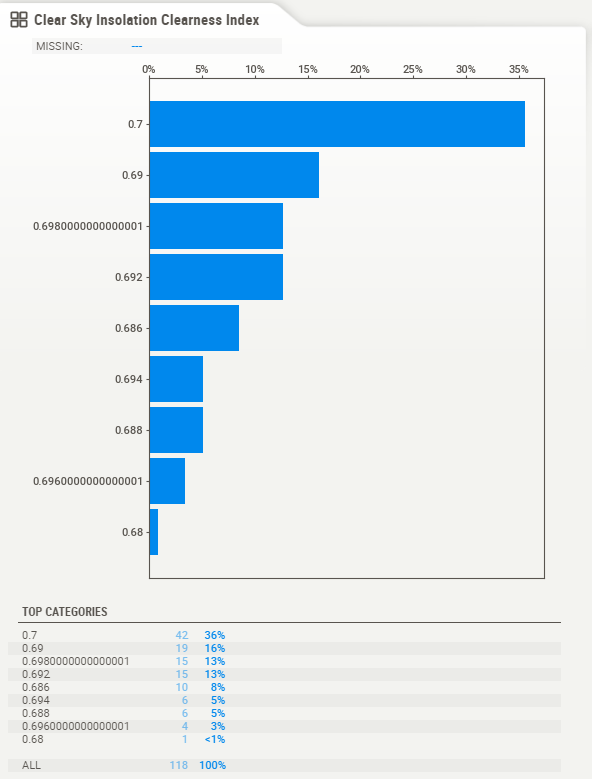 Clear Sky Insolation Clearness Index
MISSING: ---
0% 5% 10% 15% 20% 25% 30% 35%
0.7
0.69
0.6980000000000001
0.692
0.686
0.694
0.688
0.6960000000000001
0.68
TOP CATEGORIES
0.7 42 36%
0.69 19 16%
0.6980000000000001 15 13%
0.692 15 13%
0.686 10 8%
0.694 6 5%
0.688 6 5%
0.6960000000000001 4 3%
0.68 1 <1%
ALL 118 100%